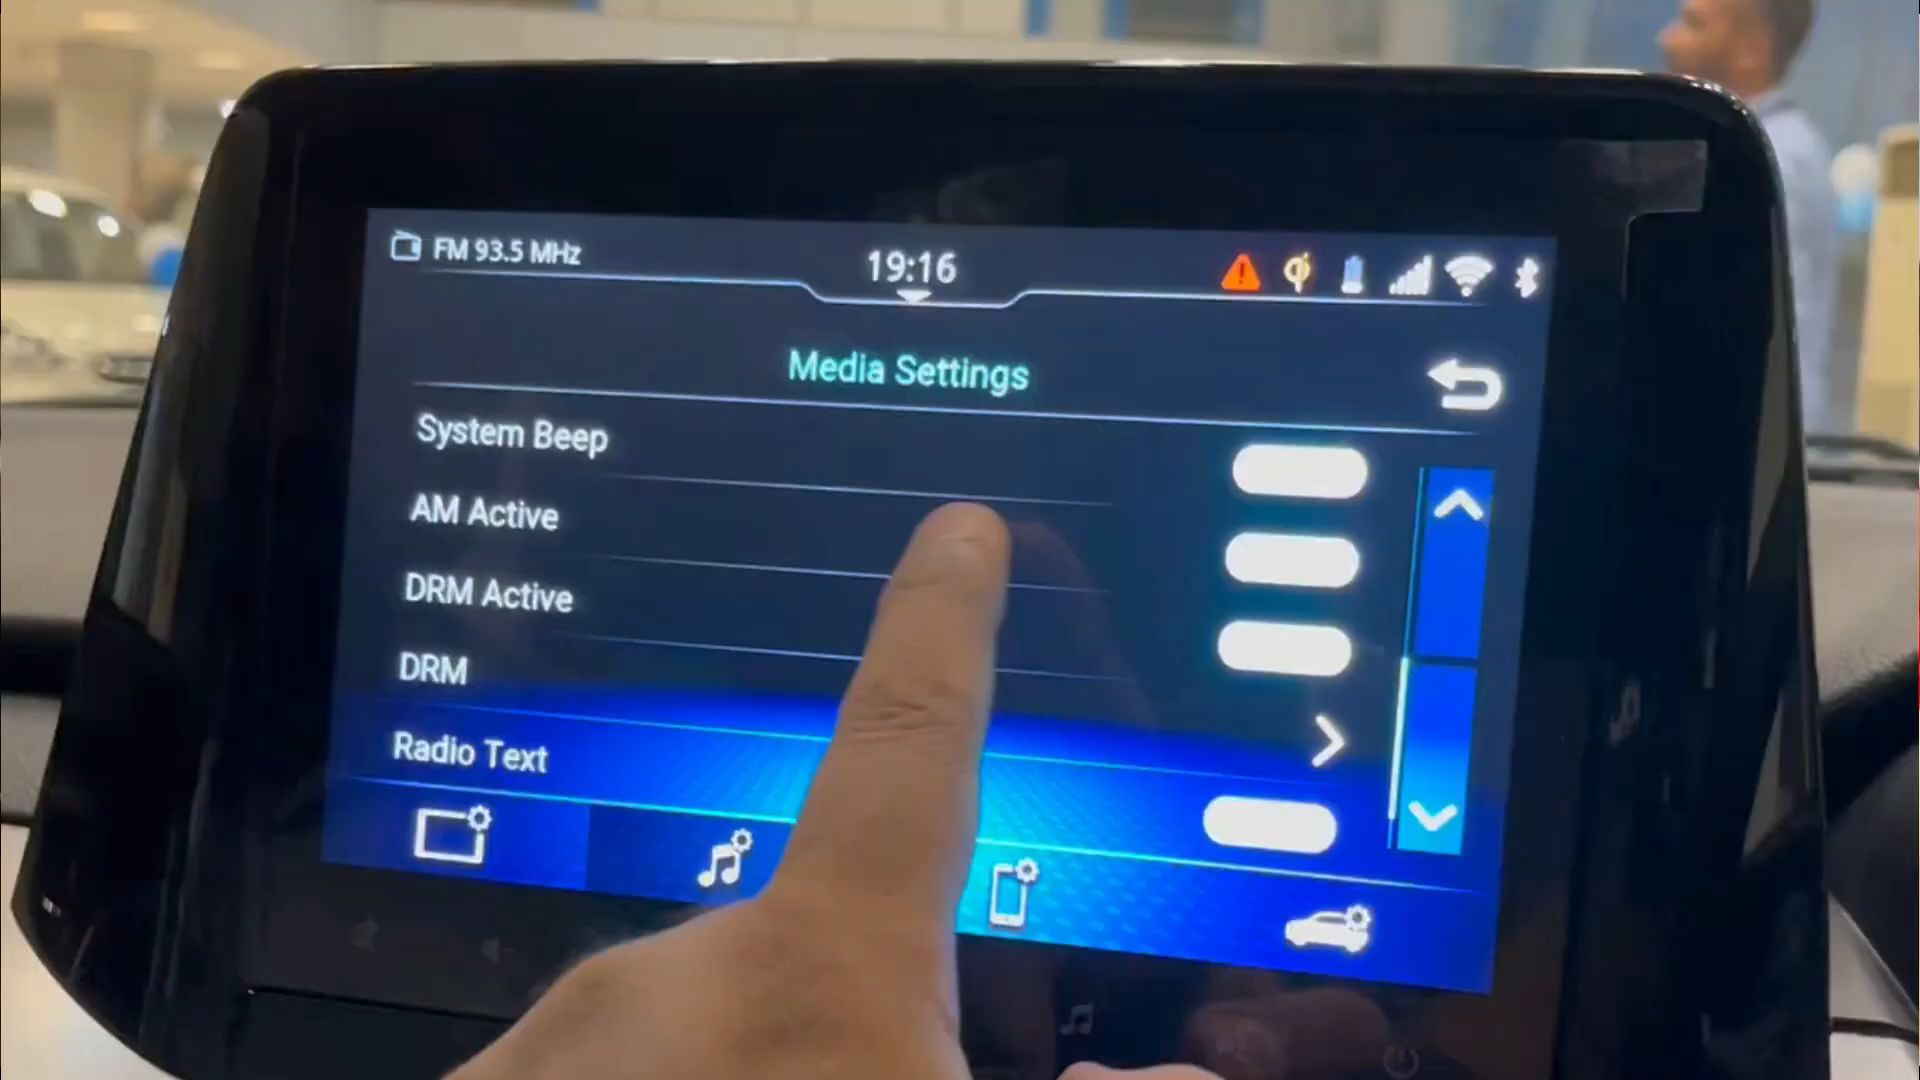 FM 93.5 MHz
19:16
Media Settings
System Beep
AM Active
DRM Active
DRM
Radio Text